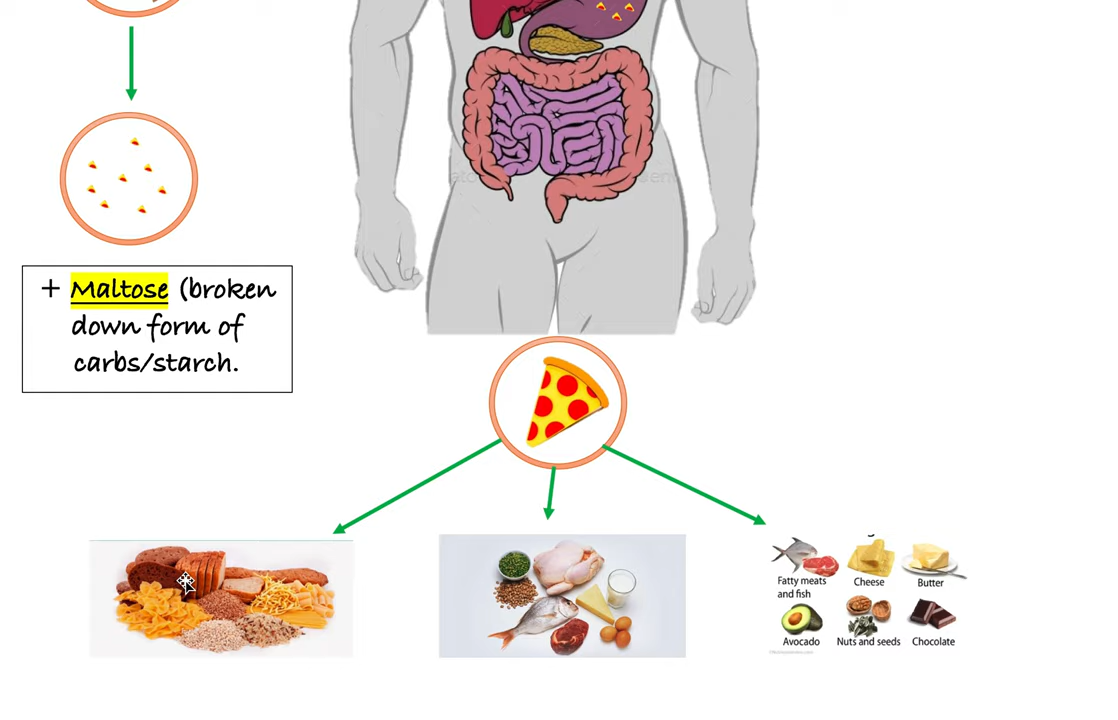 + Maltose (broken
down form of
carbs/starch.
Fatty meats
and fish
Cheese
Butter
Avocado
Nuts and seeds
Chocolate